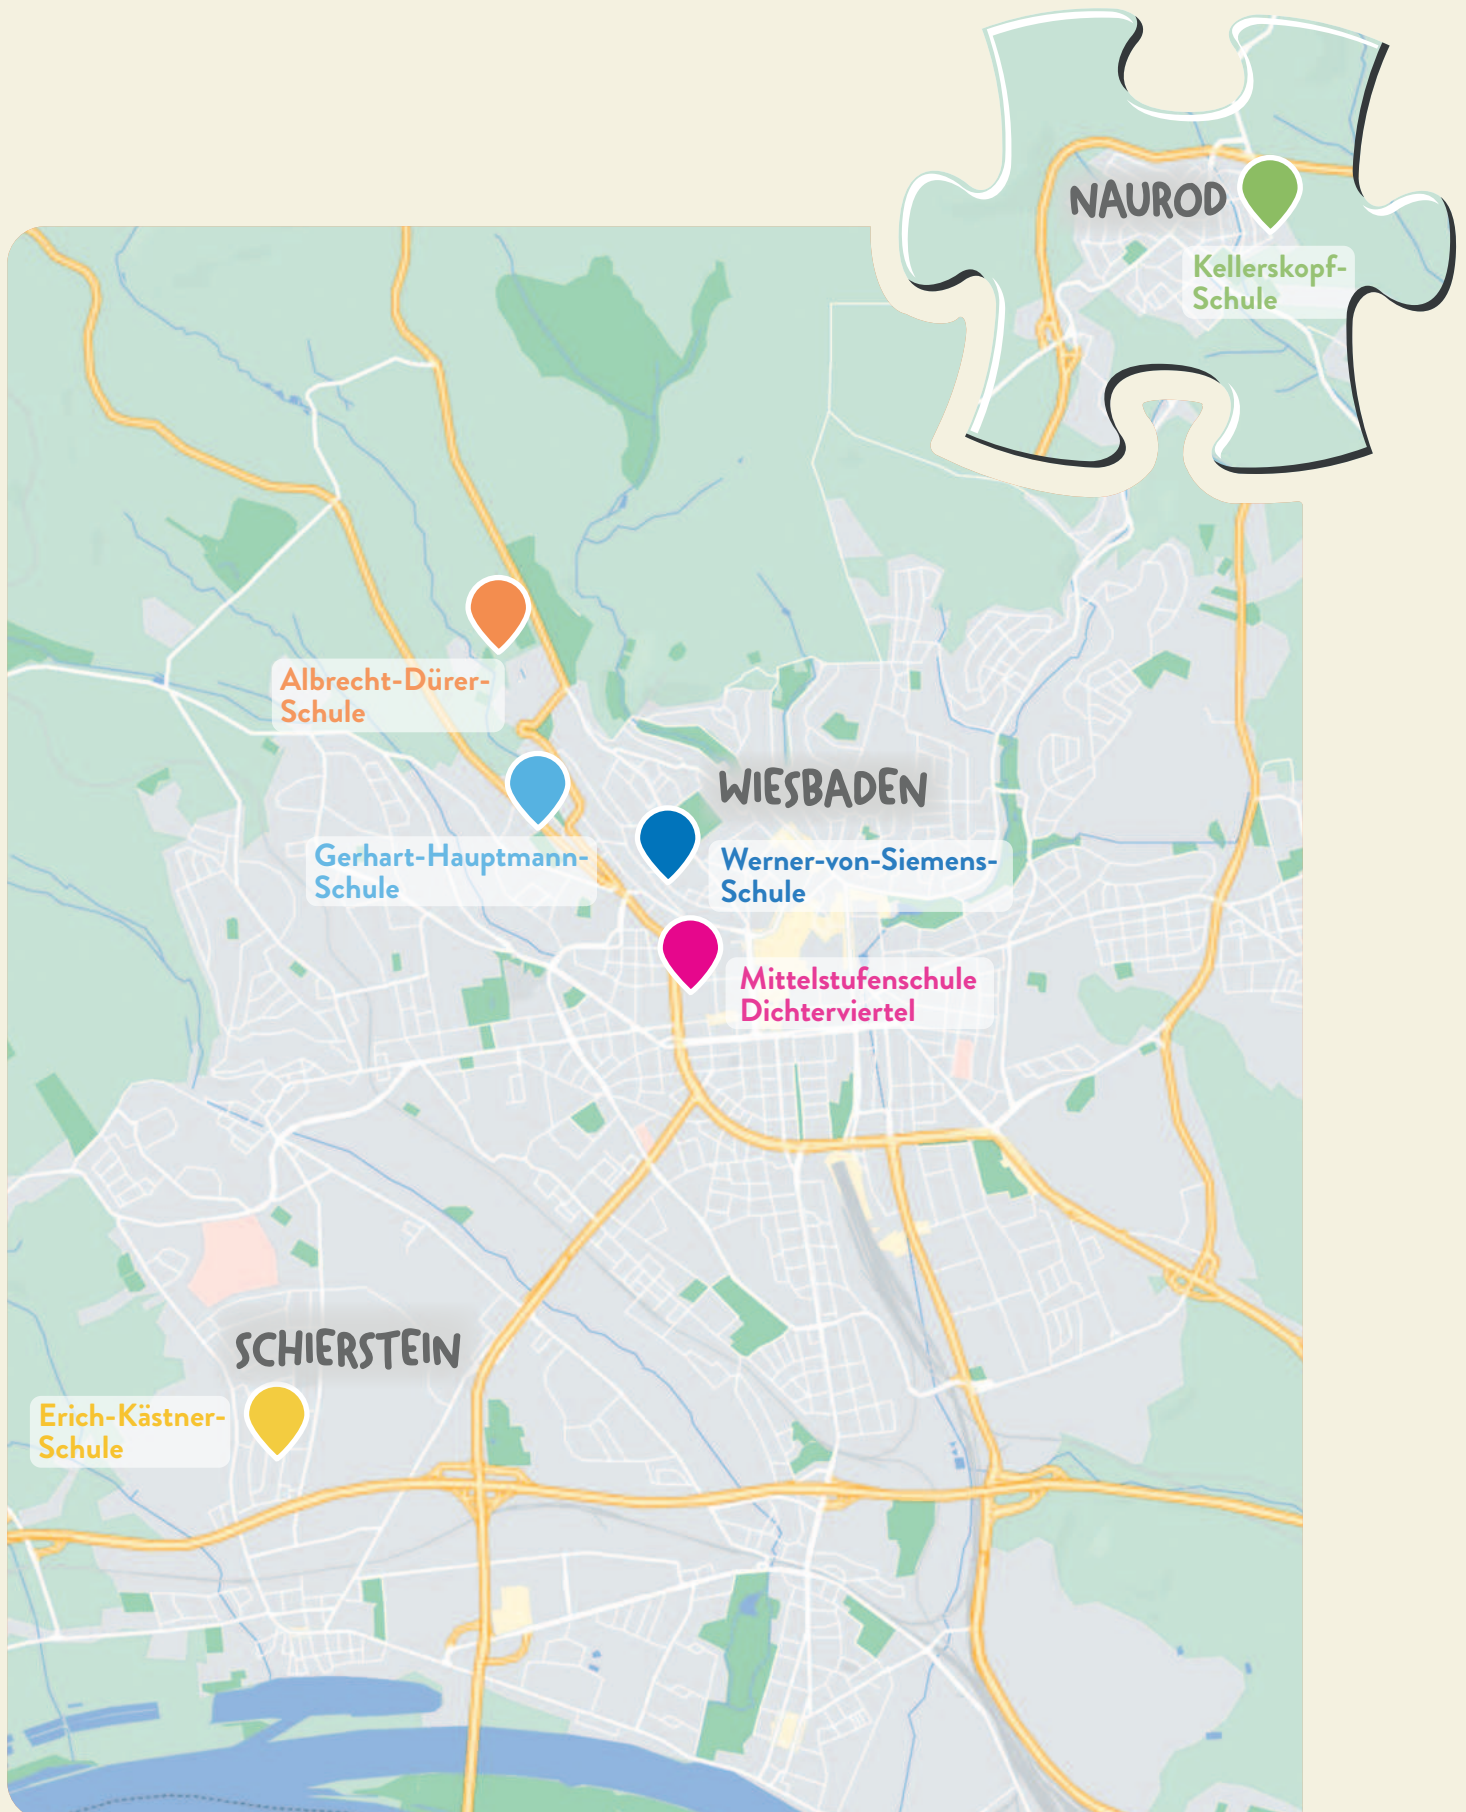 NAUROD
Kellerskopf-
Schule
Albrecht-Dürer-
Schule
WIESBADEN
Gerhart-Hauptmann-
Schule
Werner-von-Siemens-
Schule
Mittelstufenschule
Dichterviertel
SCHIERSTEIN
Erich-Kästner-
Schule